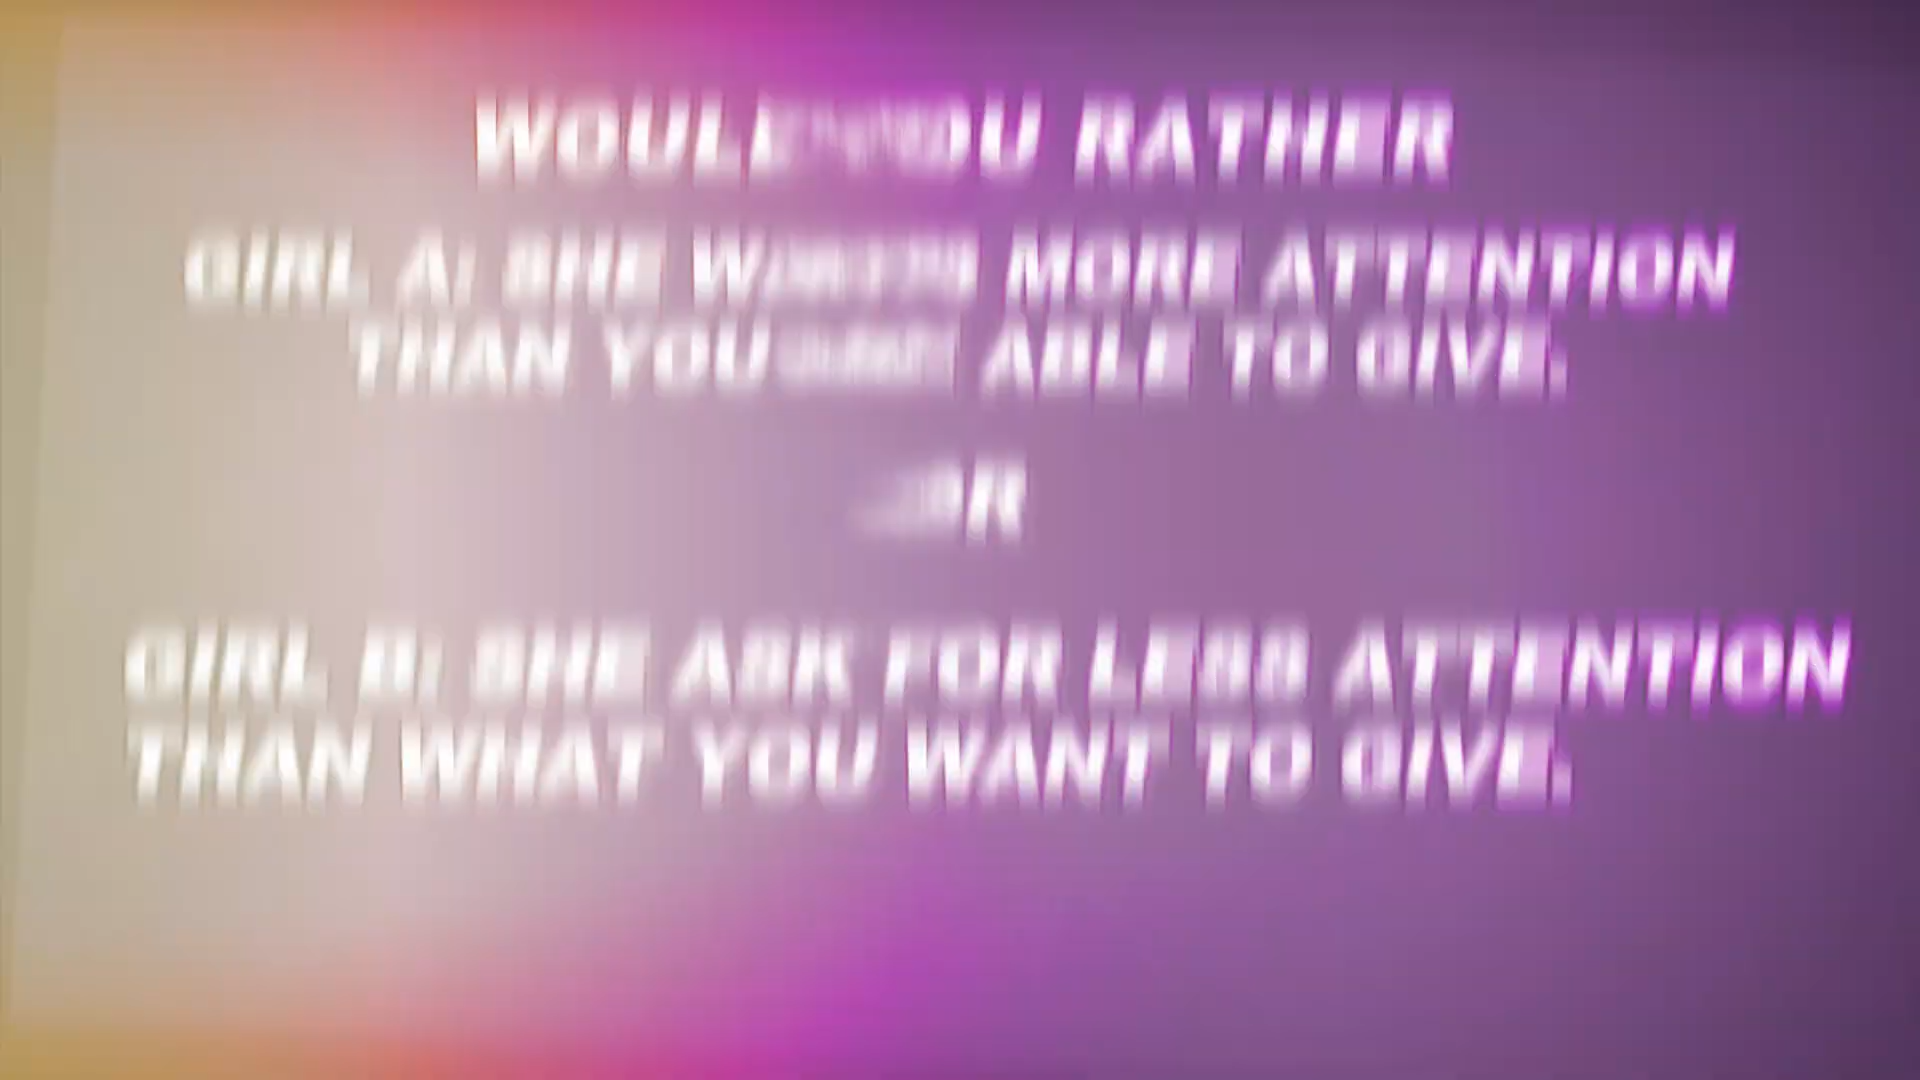 WOULD YOU RATHER
GIRL A: SHE WANTS MORE ATTENTION
THAN YOU ABLE TO GIVE.
OR
GIRL B: SHE ASK FOR LESS ATTENTION
THAN WHAT YOU WANT TO GIVE.